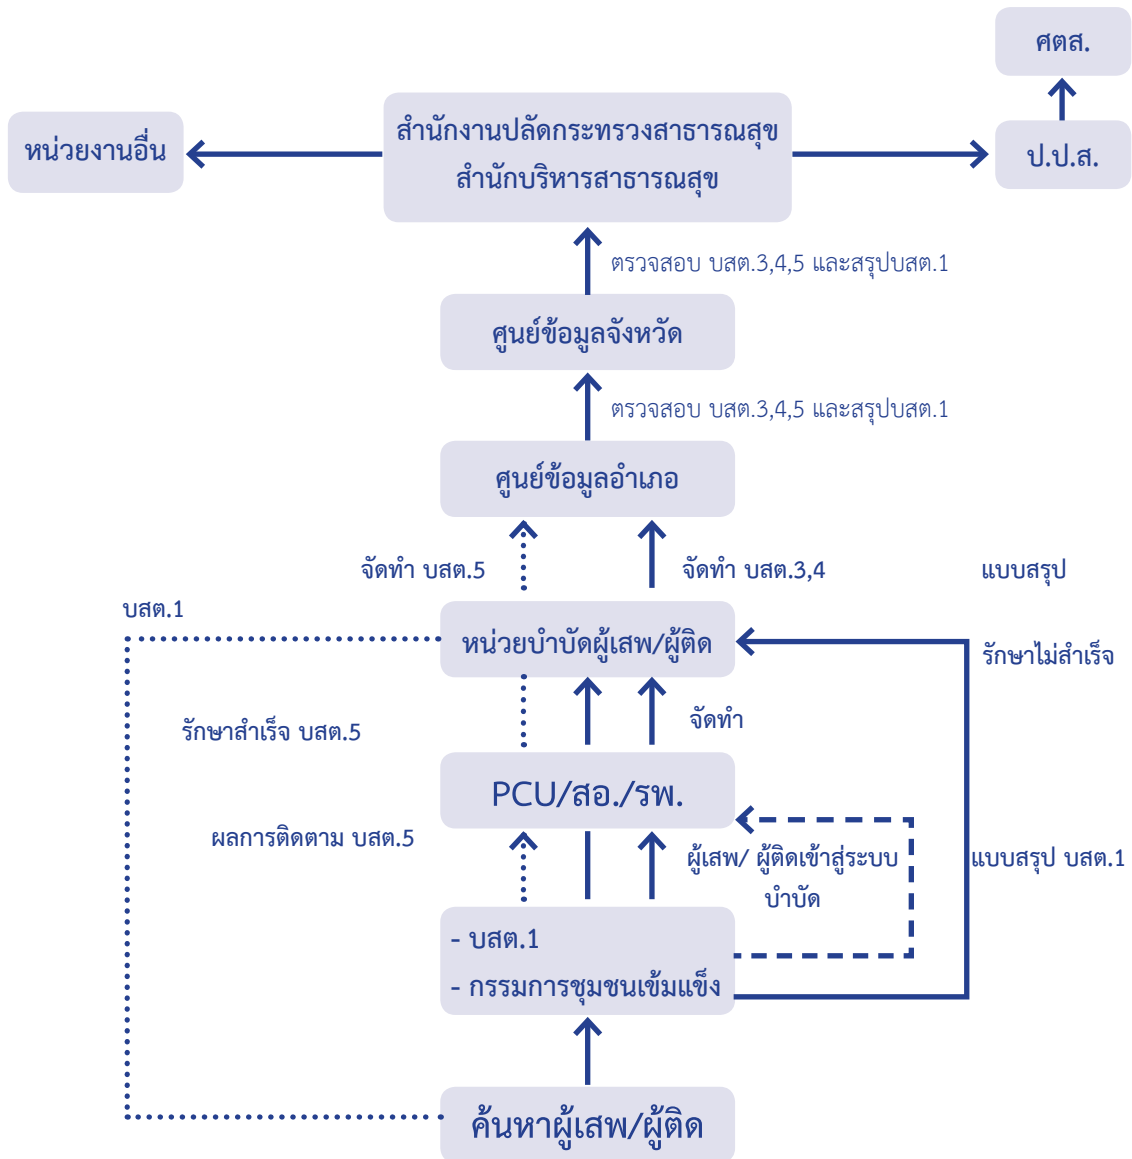 ศตส.
สำนักงานปลัดกระทรวงสาธารณสุข
สำนักบริหารสาธารณสุข
หน่วยงานอื่น
ป.ป.ส.
ตรวจสอบ บสต.3,4,5 และสรุปบสต.1
ศูนย์ข้อมูลจังหวัด
ตรวจสอบ บสต.3,4,5 และสรุปบสต.1
ศูนย์ข้อมูลอำเภอ
จัดทำ บสต.5
จัดทำ บสต.3,4
แบบสรุป
บสต.1
หน่วยบำบัดผู้เสพ/ผู้ติด
รักษาไม่สำเร็จ
รักษาสำเร็จ บสต.5
จัดทำ
PCU/สอ./รพ.
ผลการติดตาม บสต.5
ผู้เสพ/ ผู้ติดเข้าสู่ระบบ
บำบัด
แบบสรุป บสต.1
- บสต.1
- กรรมการชุมชนเข้มแข็ง
ค้นหาผู้เสพ/ผู้ติด